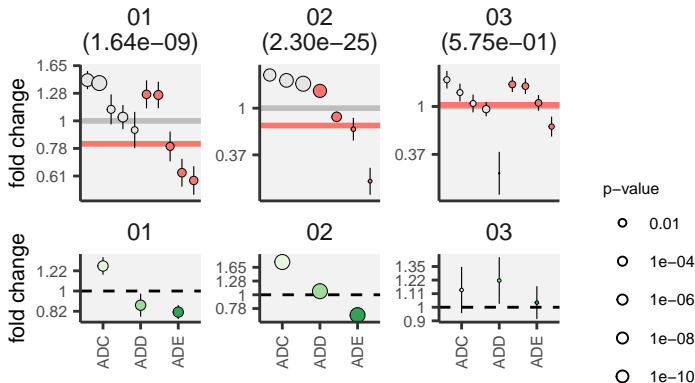 01 02 03
(1.64e−09) (2.30e−25) (5.75e−01)
fold change
1.65
1.28
1
0.78
0.61
1
0.37
1
0.37
01 02 03
fold change
1.22
1
0.82
1.65
1.28
1
0.78
1.35
1.22
1.11
1
0.9
ADC ADD ADE ADC ADD ADE ADC ADD ADE
p−value
0.01
1e−04
1e−06
1e−08
1e−10